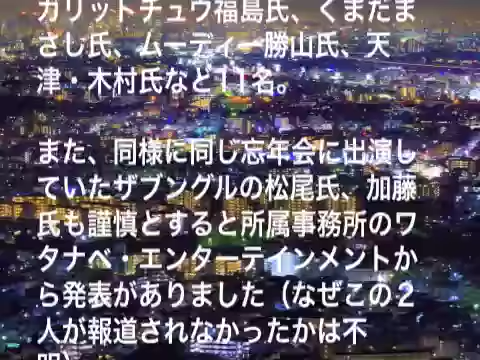 ガリットチュウ福島氏、くまだま
さし氏、ムーディー勝山氏、天
津・木村氏など11名。
また、同様に同じ忘年会に出演し
ていたザブングルの松尾氏、加藤
氏も謹慎とすると所属事務所のワ
タナベ・エンターテインメントか
ら発表がありました（なぜこの２
人が報道されなかったかは不
明）